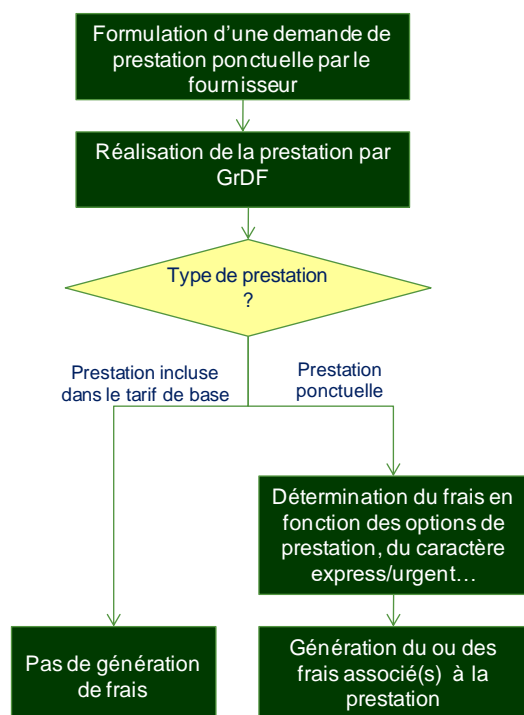 Formulation d'une demande de
prestation ponctuelle par le
fournisseur
Réalisation de la prestation par
GrDF
Type de prestation
?
Prestation incluse
dans le tarif de base
Prestation
ponctuelle
Détermination du frais en
fonction des options de
prestation, du caractère
express/urgent…
Pas de génération
de frais
Génération du ou des
frais associé(s) à la
prestation